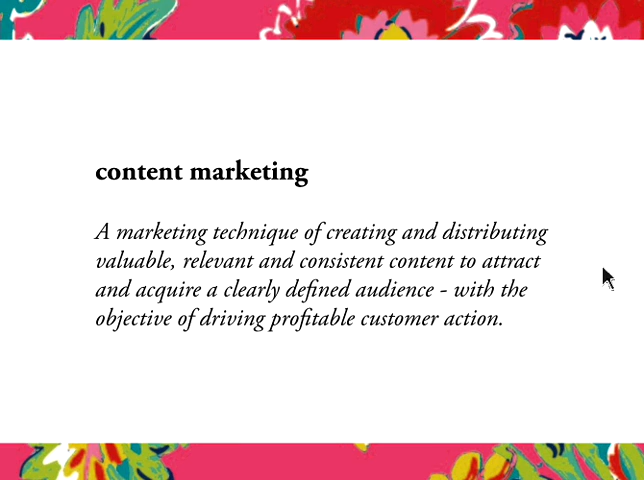 content marketing
A marketing technique of creating and distributing
valuable, relevant and consistent content to attract
and acquire a clearly defined audience - with the
objective of driving profitable customer action.